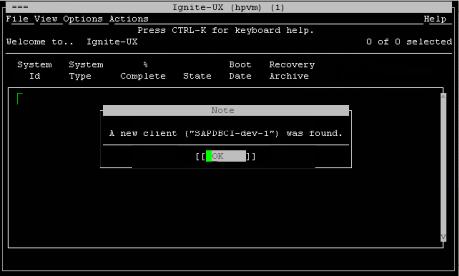 ===
Ignite-UX (hpvm) (1)
File View Options Actions Help
Press CTRL-K for keyboard help.
Welcome to.. Ignite-UX 0 of 0 selected
System System % Boot Recovery
Id Type Complete State Date Archive
Note
A new client ("SAPDBCI-dev-1") was found.
[[ OK ]]